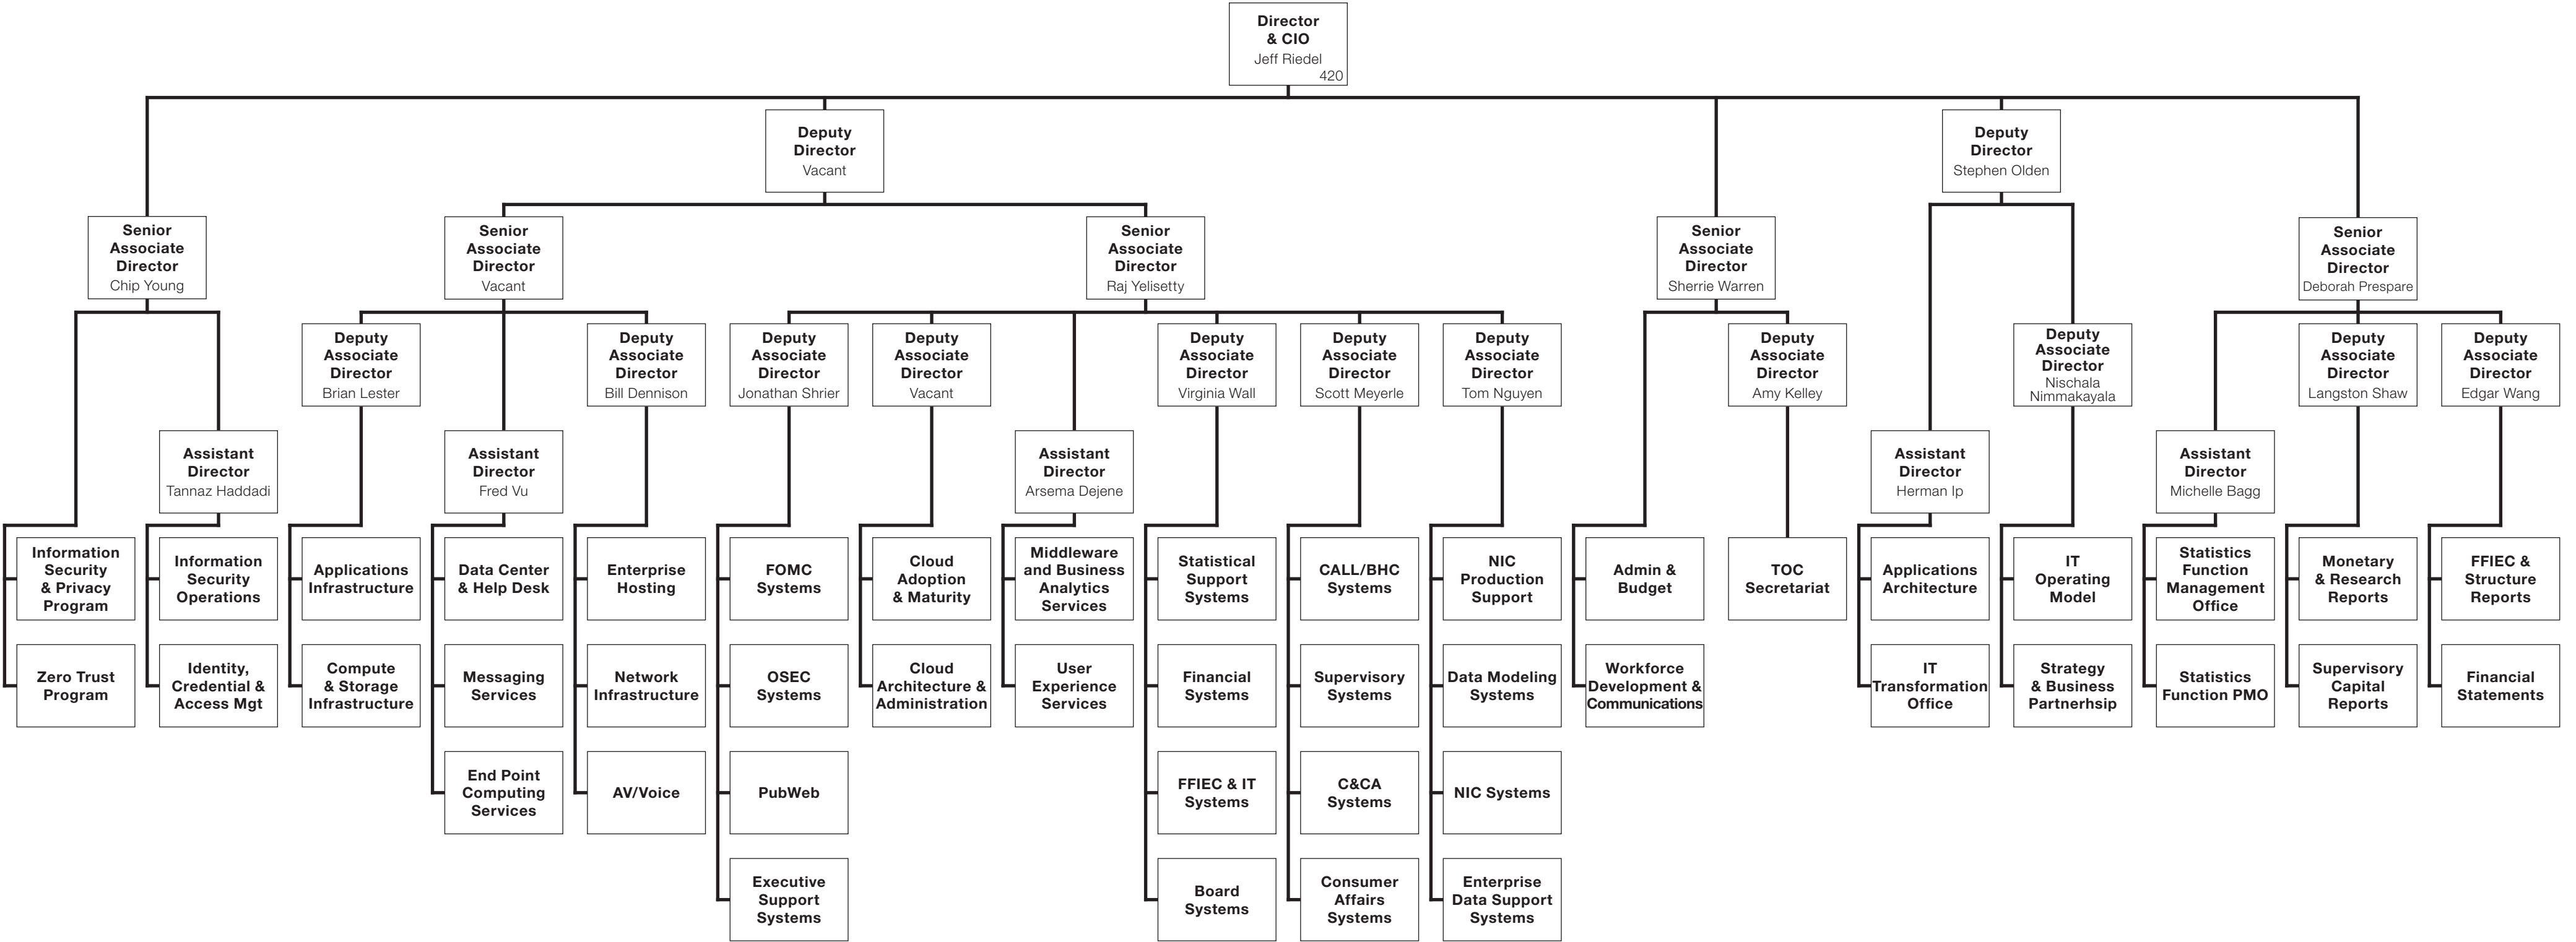 Director
& CIO
Jeff Riedel
420
Deputy
Director
Vacant
Deputy
Director
Stephen Olden
Senior
Associate
Director
Chip Young
Senior
Associate
Director
Vacant
Senior
Associate
Director
Raj Yelisetty
Senior
Associate
Director
Sherrie Warren
Senior
Associate
Director
Deborah Prespare
Deputy
Associate
Director
Brian Lester
Deputy
Associate
Director
Bill Dennison
Deputy
Associate
Director
Jonathan Shrier
Deputy
Associate
Director
Vacant
Deputy
Associate
Director
Virginia Wall
Deputy
Associate
Director
Scott Meyerle
Deputy
Associate
Director
Tom Nguyen
Deputy
Associate
Director
Amy Kelley
Deputy
Associate
Director
Nischala
Nimmakayala
Deputy
Associate
Director
Langston Shaw
Deputy
Associate
Director
Edgar Wang
Assistant
Director
Tannaz Haddadi
Assistant
Director
Fred Vu
Assistant
Director
Arsema Dejene
Assistant
Director
Herman Ip
Assistant
Director
Michelle Bagg
Information
Security
& Privacy
Program
Information
Security
Operations
Applications
Infrastructure
Data Center
& Help Desk
Enterprise
Hosting
FOMC
Systems
Cloud
Adoption
& Maturity
Middleware
and Business
Analytics
Services
Statistical
Support
Systems
CALL/BHC
Systems
NIC
Production
Support
Admin &
Budget
TOC
Secretariat
Applications
Architecture
IT
Operating
Model
Statistics
Function
Management
Office
Monetary
& Research
Reports
FFIEC &
Structure
Reports
Zero Trust
Program
Identity,
Credential &
Access Mgt
Compute
& Storage
Infrastructure
Messaging
Services
Network
Infrastructure
OSEC
Systems
Cloud
Architecture &
Administration
User
Experience
Services
Financial
Systems
Supervisory
Systems
Data Modeling
Systems
Workforce
Development &
Communications
IT
Transformation
Office
Strategy
& Business
Partnerhsip
Statistics
Function PMO
Supervisory
Capital
Reports
Financial
Statements
End Point
Computing
Services
AV/Voice
PubWeb
FFIEC & IT
Systems
C&CA
Systems
NIC Systems
Executive
Support
Systems
Board
Systems
Consumer
Affairs
Systems
Enterprise
Data Support
Systems